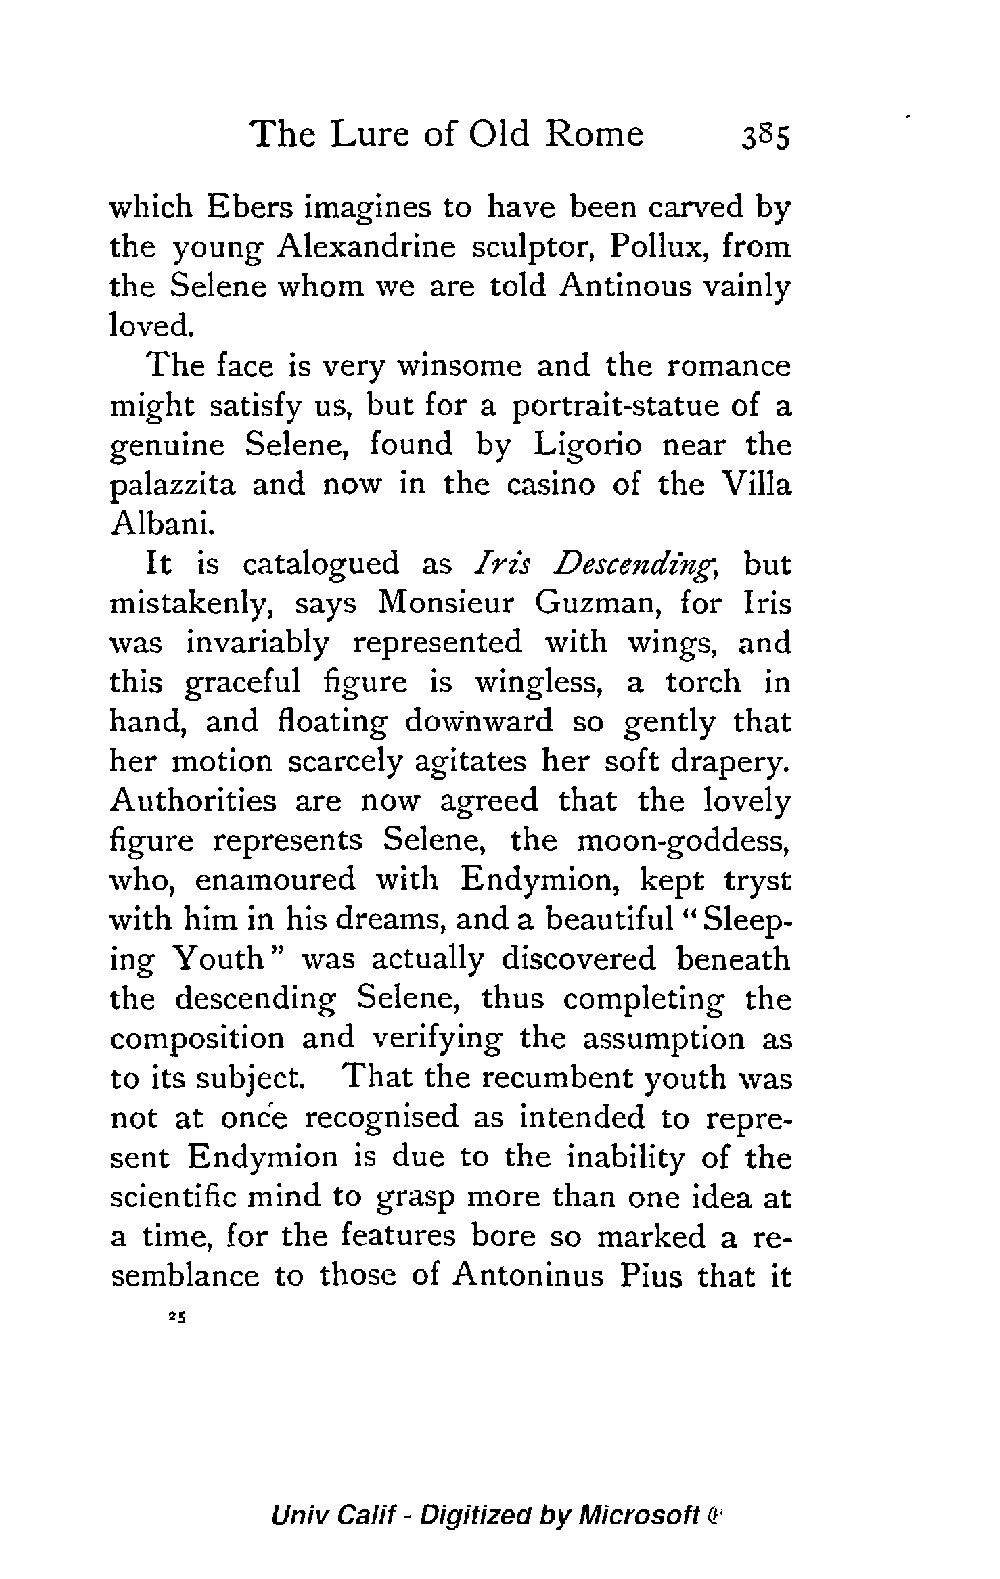 The Lure of Old Rome 385
which Ebers imagines to have been carved by
the young Alexandrine sculptor, Pollux, from
the Selene whom we are told Antinous vainly
loved.
The face is very winsome and the romance
might satisfy us, but for a portrait-statue of a
genuine Selene, found by Ligorio near the
palazzita and now in the casino of the Villa
Albani.
It is catalogued as Iris Descending, but
mistakenly, says Monsieur Guzman, for Iris
was invariably represented with wings, and
this graceful figure is wingless, a torch in
hand, and floating downward so gently that
her motion scarcely agitates her soft drapery.
Authorities are now agreed that the lovely
figure represents Selene, the moon-goddess,
who, enamoured with Endymion, kept tryst
with him in his dreams, and a beautiful "Sleep-
ing Youth" was actually discovered beneath
the descending Selene, thus completing the
composition and verifying the assumption as
to its subject. That the recumbent youth was
not at once recognised as intended to repre-
sent Endymion is due to the inability of the
scientific mind to grasp more than one idea at
a time, for the features bore so marked a re-
semblance to those of Antoninus Pius that it
25
Univ Calif - Digitized by Microsoft ®